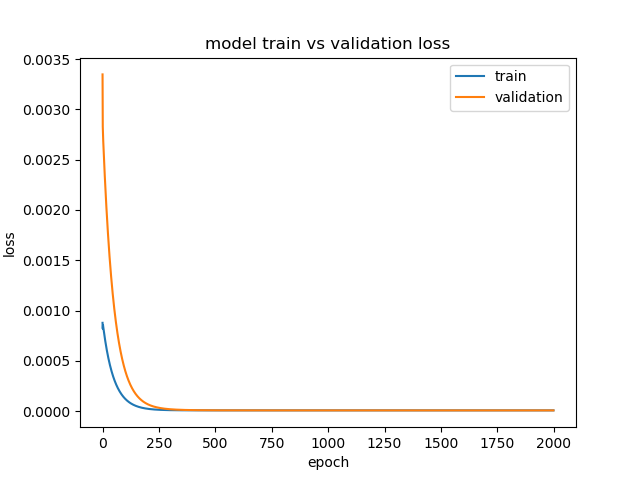 model train vs validation loss
train
validation
0.0035
0.0030
0.0025
0.0020
0.0015
0.0010
0.0005
0.0000
loss
0 250 500 750 1000 1250 1500 1750 2000
epoch